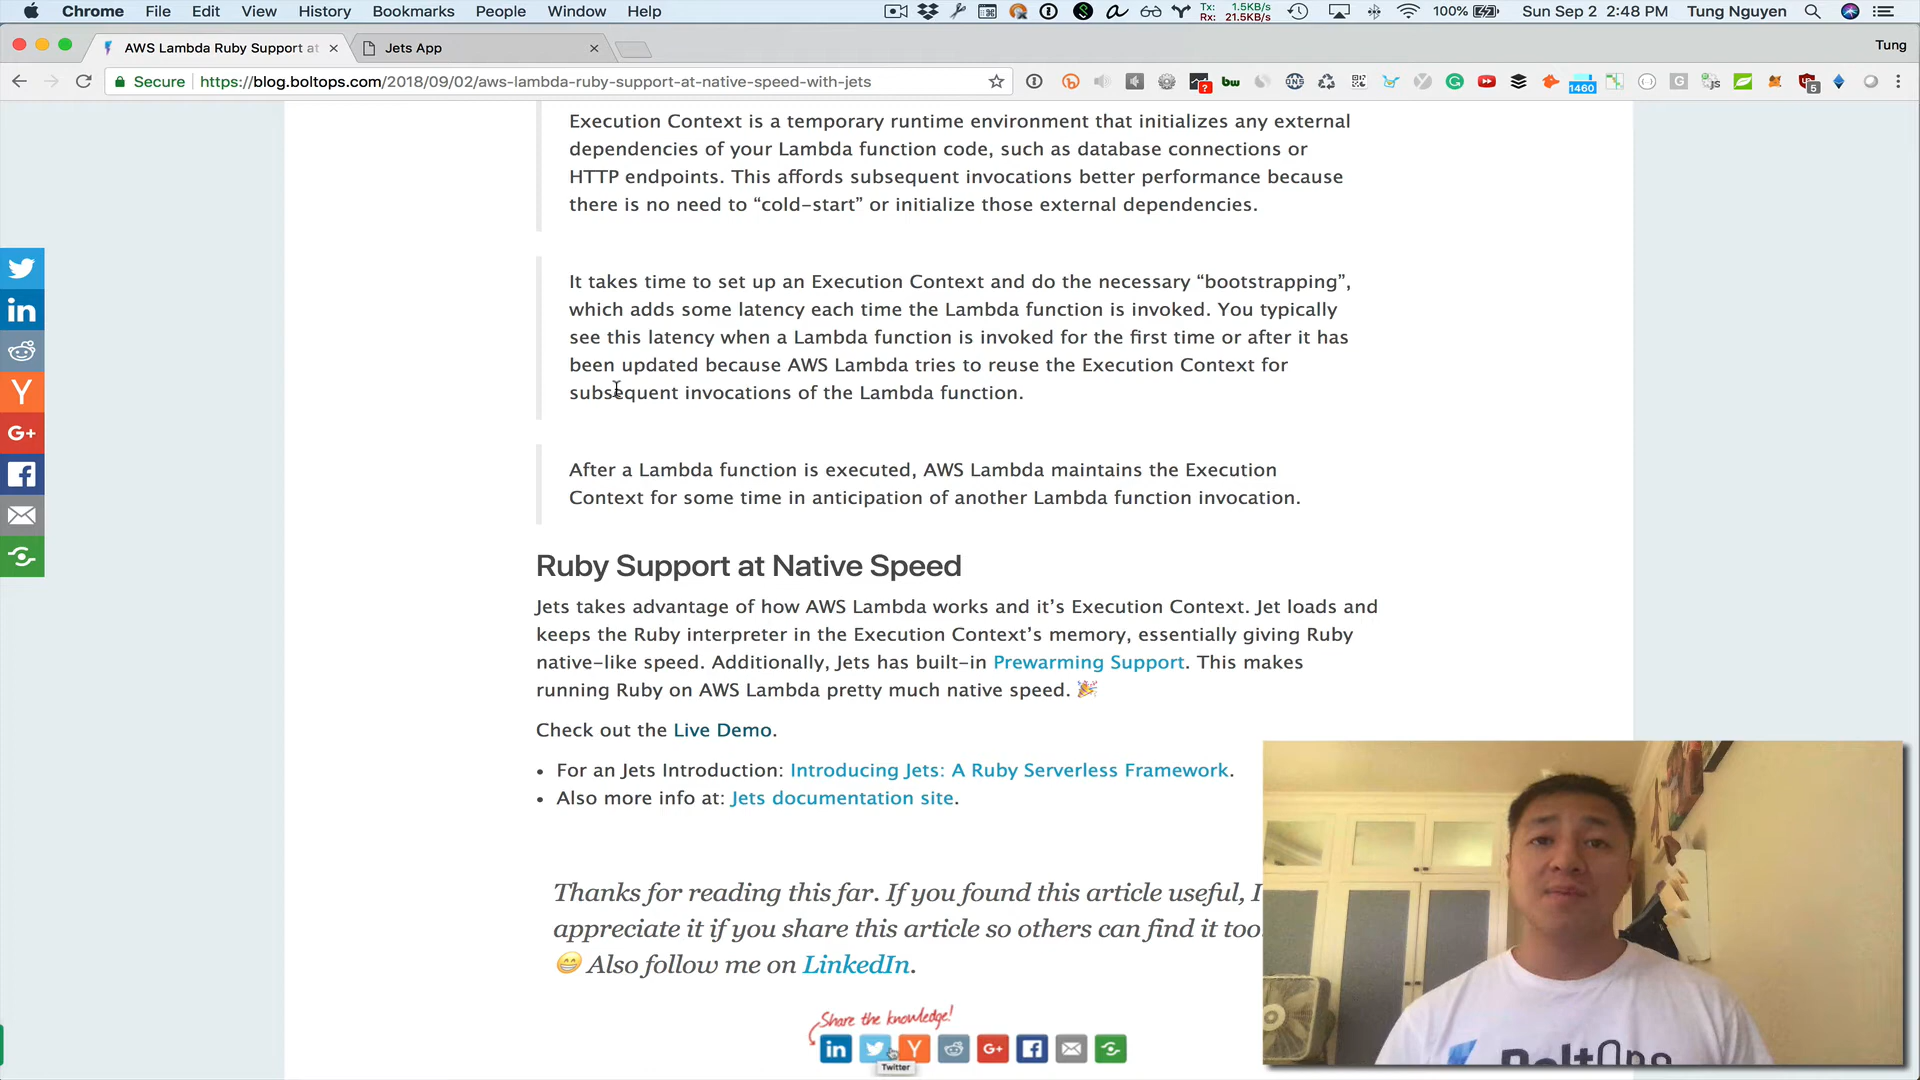 Chrome File Edit View History Bookmarks People Window Help
Tx: 1.5KB/s
Rx: 21.5KB/s
100%
Sun Sep 2 2:48 PM
Tung Nguyen
AWS Lambda Ruby Support at
Jets App
Tung
Secure
https://blog.boltops.com/2018/09/02/aws-lambda-ruby-support-at-native-speed-with-jets
bw
DNS
1460
5
Execution Context is a temporary runtime environment that initializes any external
dependencies of your Lambda function code, such as database connections or
HTTP endpoints. This affords subsequent invocations better performance because
there is no need to “cold-start” or initialize those external dependencies.
It takes time to set up an Execution Context and do the necessary “bootstrapping”,
which adds some latency each time the Lambda function is invoked. You typically
see this latency when a Lambda function is invoked for the first time or after it has
been updated because AWS Lambda tries to reuse the Execution Context for
subsequent invocations of the Lambda function.
After a Lambda function is executed, AWS Lambda maintains the Execution
Context for some time in anticipation of another Lambda function invocation.
Ruby Support at Native Speed
Jets takes advantage of how AWS Lambda works and it’s Execution Context. Jet loads and
keeps the Ruby interpreter in the Execution Context’s memory, essentially giving Ruby
native-like speed. Additionally, Jets has built-in Prewarming Support. This makes
running Ruby on AWS Lambda pretty much native speed. 🎉
Check out the Live Demo.
• For an Jets Introduction: Introducing Jets: A Ruby Serverless Framework.
• Also more info at: Jets documentation site.
Thanks for reading this far. If you found this article useful, I
appreciate it if you share this article so others can find it too
😁 Also follow me on LinkedIn.
Share the knowledge!
Twitter
BoltOps